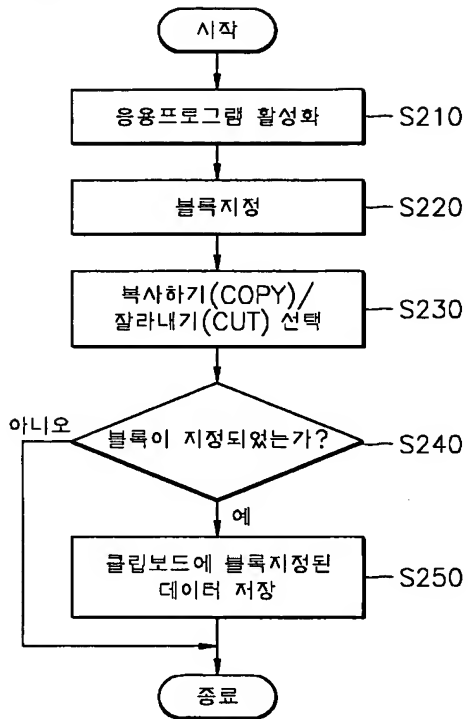 시작
응용프로그램 활성화
S210
블록지정
S220
복사하기(COPY)/
잘라내기(CUT) 선택
S230
블록이 지정되었는가?
S240
아니오
예
클립보드에 블록지정된
데이터 저장
S250
종료